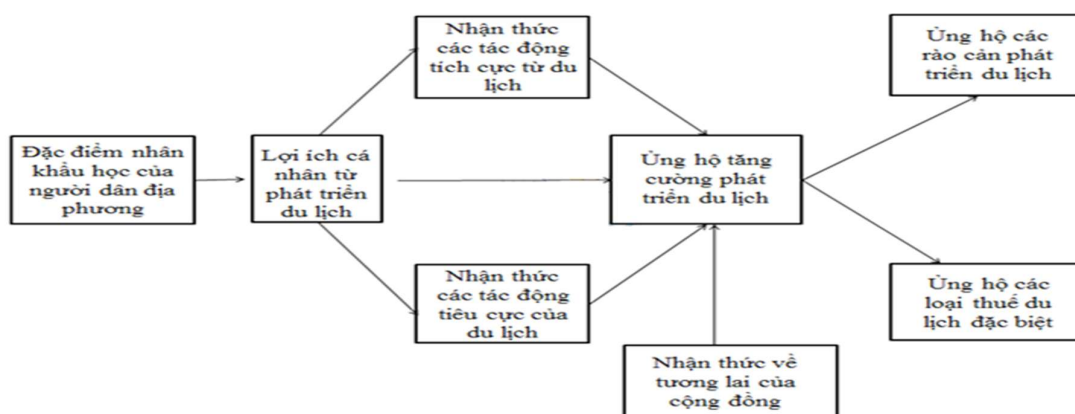 Nhận thức
các tác động
tích cực từ du
lịch
Ủng hộ các
rào cản phát
triển du lịch
Đặc điểm nhân
khẩu học của
người dân địa
phương
Lợi ích cá
nhân từ
phát triển
du lịch
Ủng hộ tăng
cường phát
triển du lịch
Nhận thức
các tác động
tiêu cực của
du lịch
Ủng hộ các
loại thuế du
lịch đặc biệt
Nhận thức về
tương lai của
cộng đồng